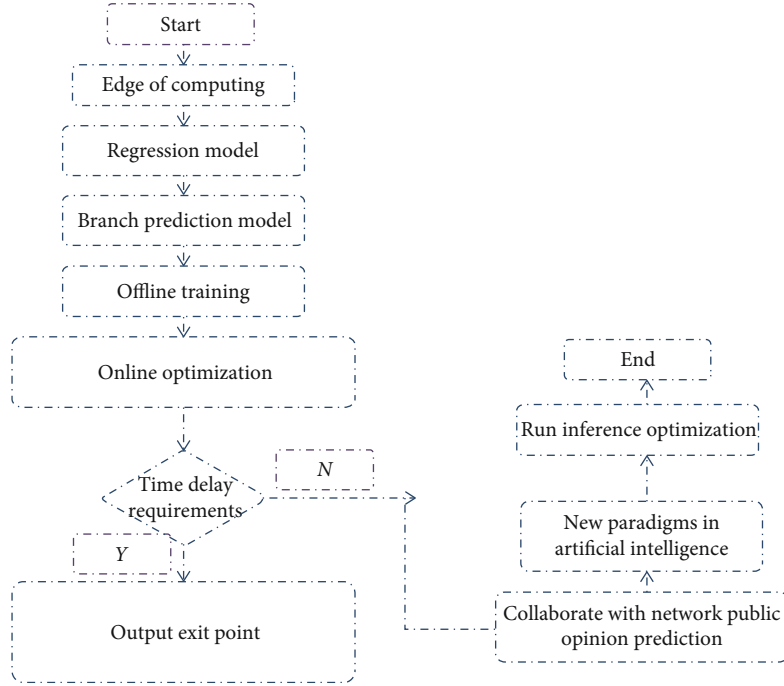 Start
Edge of computing
Regression model
Branch prediction model
Offline training
Online optimization
Time delay
requirements
N
Y
Output exit point
End
Run inference optimization
New paradigms in
artificial intelligence
Collaborate with network public
opinion prediction